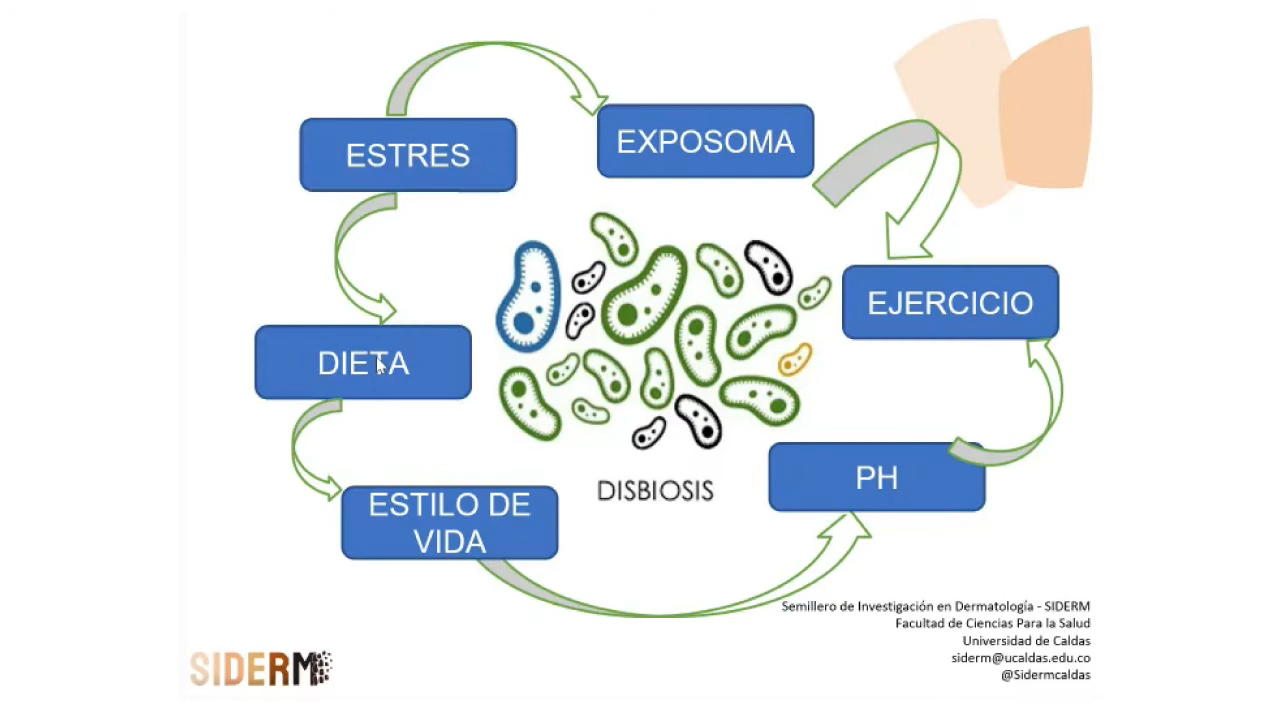 ESTRES
EXPOSOMA
EJERCICIO
DIETA
PH
ESTILO DE
VIDA
DISBIOSIS
Semillero de Investigación en Dermatología - SIDERM
Facultad de Ciencias Para la Salud
Universidad de Caldas
siderm@ucaldas.edu.co
@Sidermcaldas
SIDERM